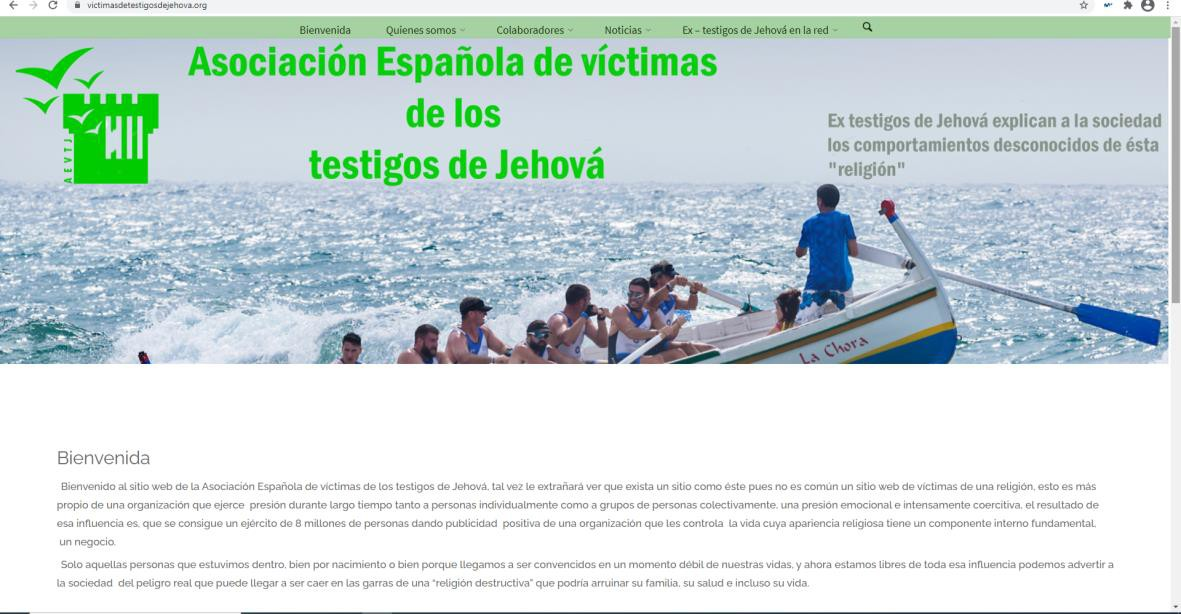 victimasdetestigosdejehova.org
Bienvenida Quienes somos Colaboradores Noticias Ex – testigos de Jehová en la red
Asociación Española de víctimas
de los
testigos de Jehová
A E V T J
Ex testigos de Jehová explican a la sociedad
los comportamientos desconocidos de ésta
"religión"
La Chora
Bienvenida
Bienvenido al sitio web de la Asociación Española de víctimas de los testigos de Jehová, tal vez le extrañará ver que exista un sitio como éste pues no es común un sitio web de víctimas de una religión, esto es más
propio de una organización que ejerce presión durante largo tiempo tanto a personas individualmente como a grupos de personas colectivamente, una presión emocional e intensamente coercitiva, el resultado de
esa influencia es, que se consigue un ejército de 8 millones de personas dando publicidad positiva de una organización que les controla la vida cuya apariencia religiosa tiene un componente interno fundamental,
un negocio.
Solo aquellas personas que estuvimos dentro, bien por nacimiento o bien porque llegamos a ser convencidos en un momento débil de nuestras vidas, y ahora estamos libres de toda esa influencia podemos advertir a
la sociedad del peligro real que puede llegar a ser caer en las garras de una “religión destructiva” que podría arruinar su familia, su salud e incluso su vida.